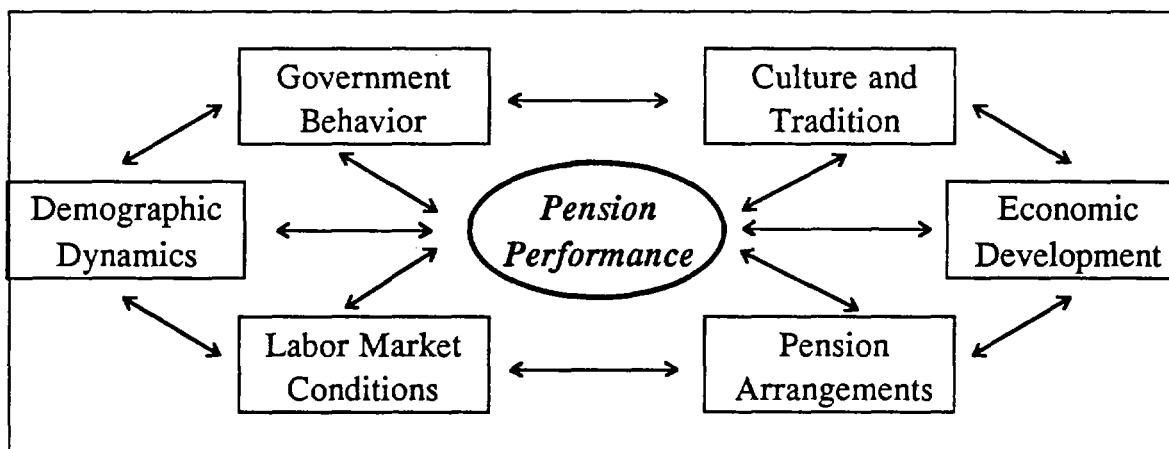 Government
Behavior
Culture and
Tradition
Demographic
Dynamics
Pension
Performance
Economic
Development
Labor Market
Conditions
Pension
Arrangements